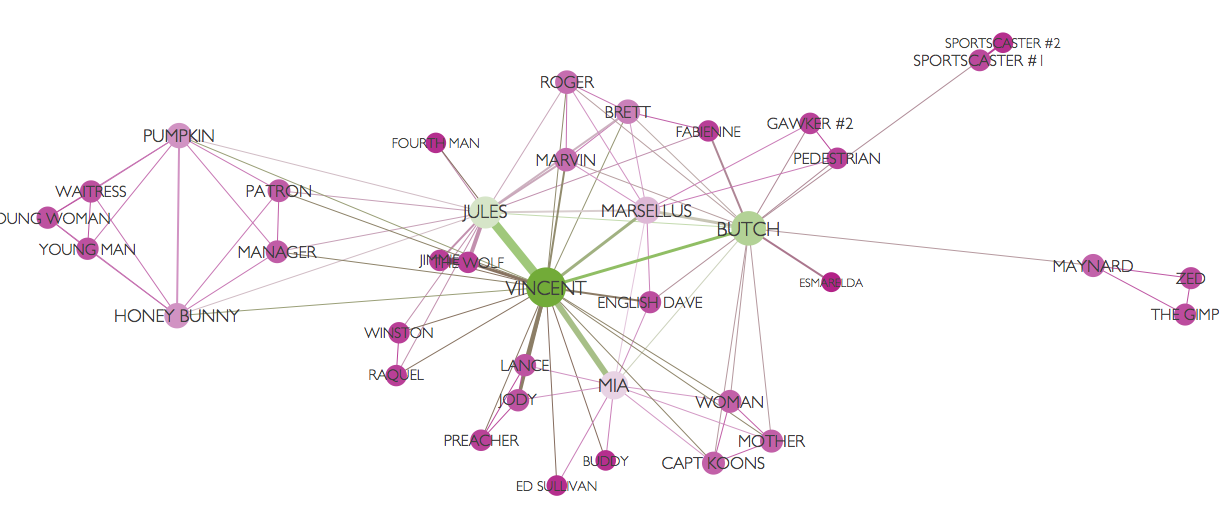 SPORTSCASTER #2
SPORTSCASTER #1
ROGER
BRETT
GAWKER #2
FABIENNE
PUMPKIN
FOURTH MAN
MARVIN
PEDESTRIAN
WAITRESS
PATRON
OUNG WOMAN
JULES
MARSELLUS
BUTCH
YOUNG MAN
MANAGER
THE WOLF
MAYNARD
ZED
ESMARELDA
VINCENT
ENGLISH DAVE
HONEY BUNNY
THE GIMP
WINSTON
LANCE
RAQUEL
MIA
JODY
WOMAN
PREACHER
MOTHER
BUDDY
CAPT KOONS
ED SULLIVAN